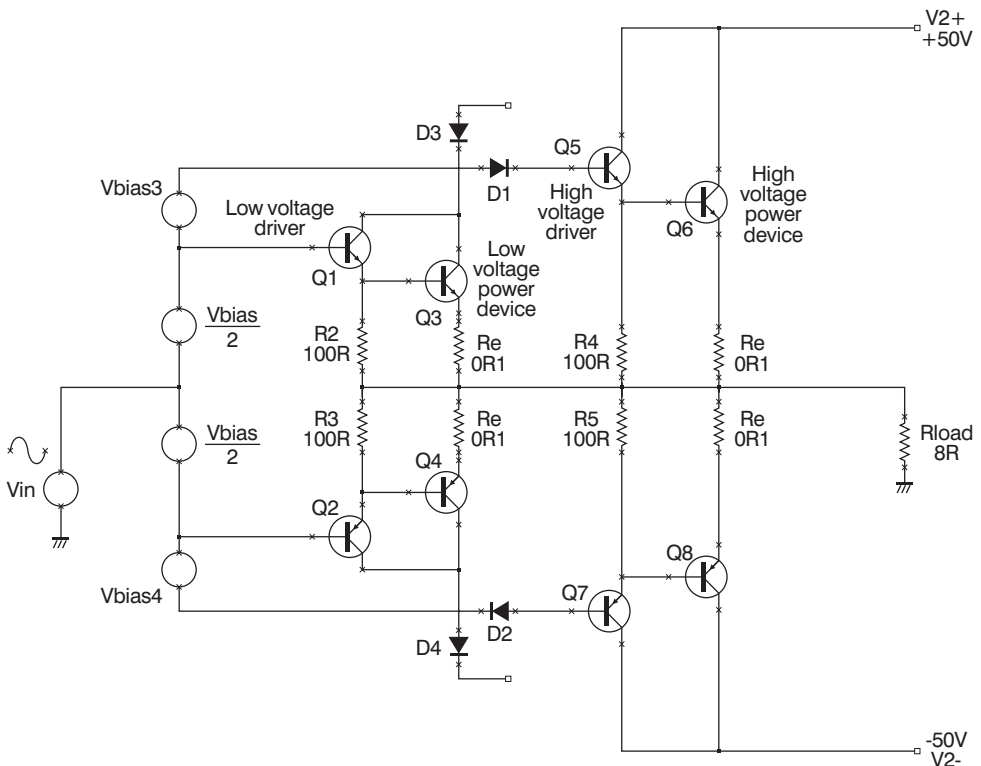 V2+
+50V
D3
Q5
D1
Vbias3
High
voltage
driver
Q6
High
voltage
power
device
Low voltage
driver
Q1
Low
voltage
power
device
Q3
Vbias
2
R2
100R
Re
0R1
R4
100R
Re
0R1
Vbias
2
R3
100R
Re
0R1
R5
100R
Re
0R1
Rload
8R
Vin
Q4
Q2
Q8
Q7
Vbias4
D2
D4
-50V
V2-